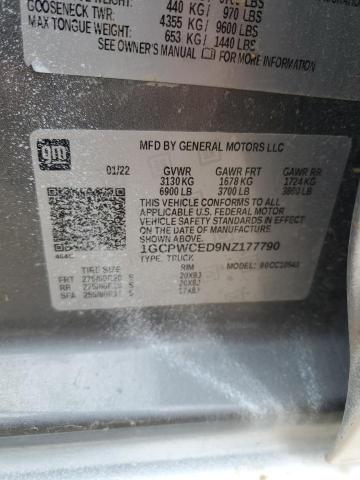 GOOSENECK TWR: 440 KG/ 970 LBS
4355 KG/ 9600 LBS
MAX TONGUE WEIGHT:
653 KG/ 1440 LBS
SEE OWNER'S MANUAL FOR MORE INFORMATION
gm
MFD BY GENERAL MOTORS LLC
01/22 GVWR GAWR FRT GAWR RR
3130 KG 1678 KG 1724 KG
6900 LB 3700 LB 3800 LB
THIS VEHICLE CONFORMS TO ALL
APPLICABLE U.S. FEDERAL MOTOR
VEHICLE SAFETY STANDARDS IN
EFFECT ON THE DATE OF
MANUFACTURE SHOWN ABOVE.
1GCPWCED9NZ177790
TYPE: TRUCK
TIRE SIZE RIM
FRT 275/60R20 S 20X9J
RR 275/60R20 S 20X9J
SPA